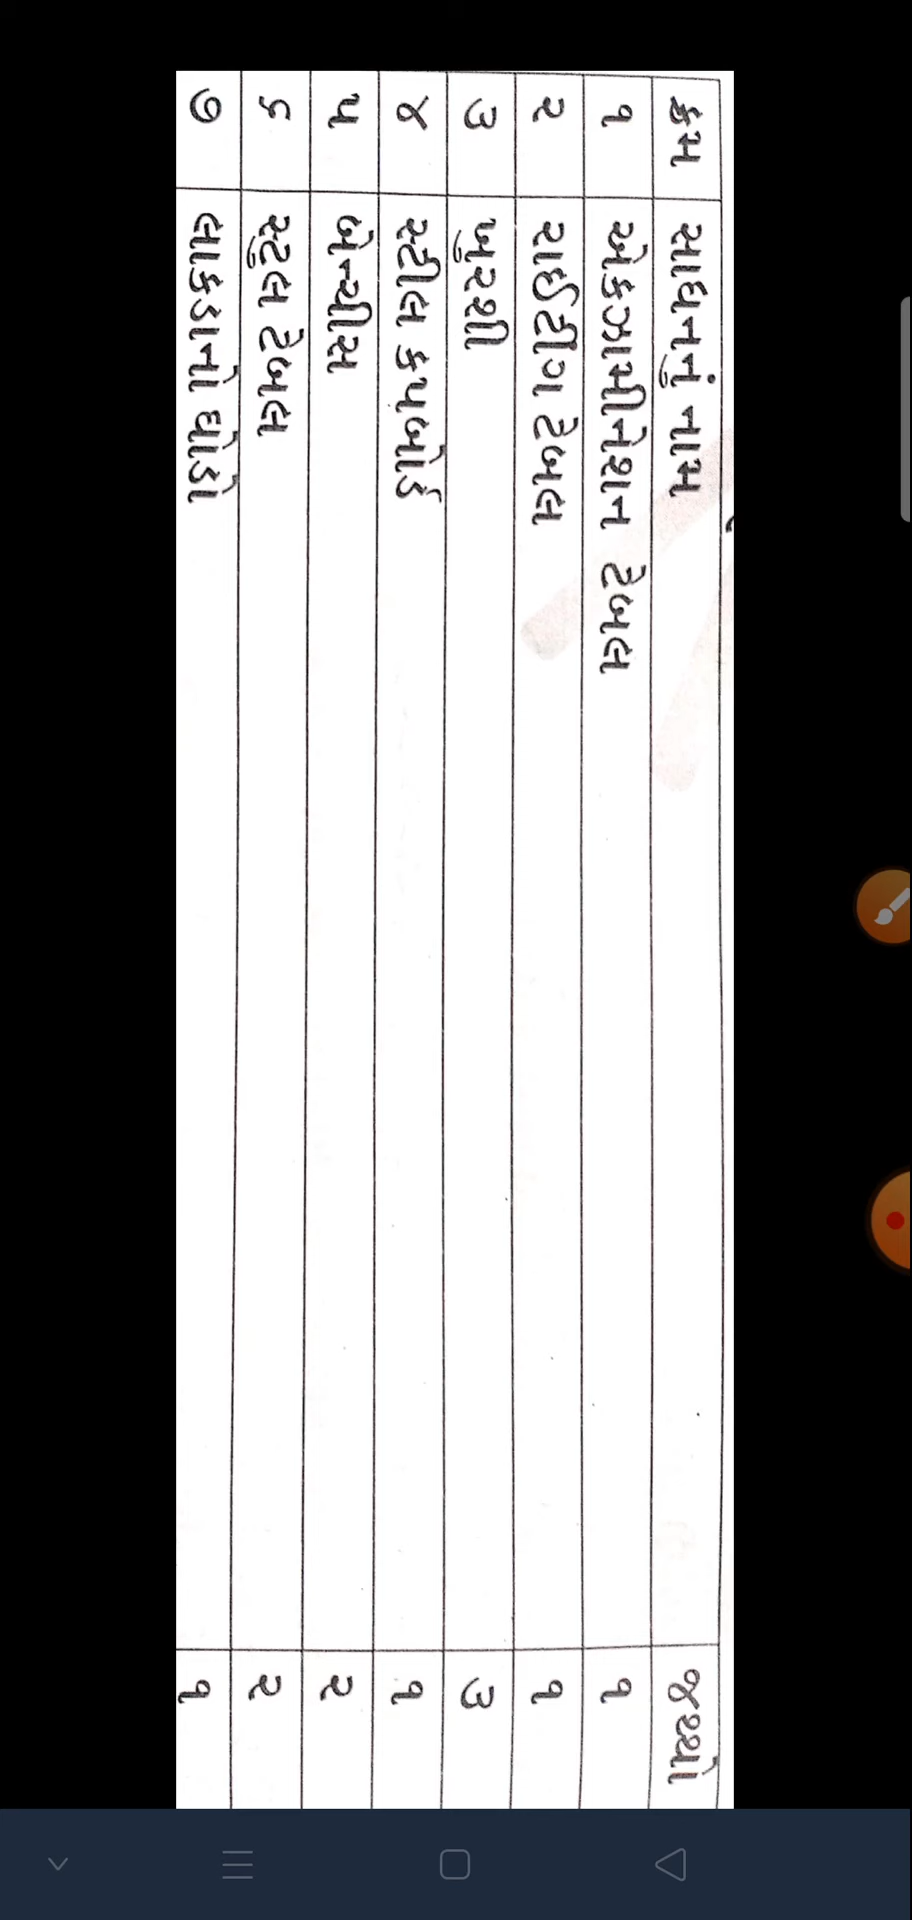 ક્રમ સાધનનું નામ જથ્થો
૧ એકઝામીનેશન ટેબલ ૧
૨ રાઈટીંગ ટેબલ ૧
૩ ખુરશી ૩
૪ સ્ટીલ કપબોર્ડ ૧
૫ બેન્ચીસ ૨
૬ સ્ટુલ ટેબલ ૨
૭ લાકડાનો ઘોડો ૧